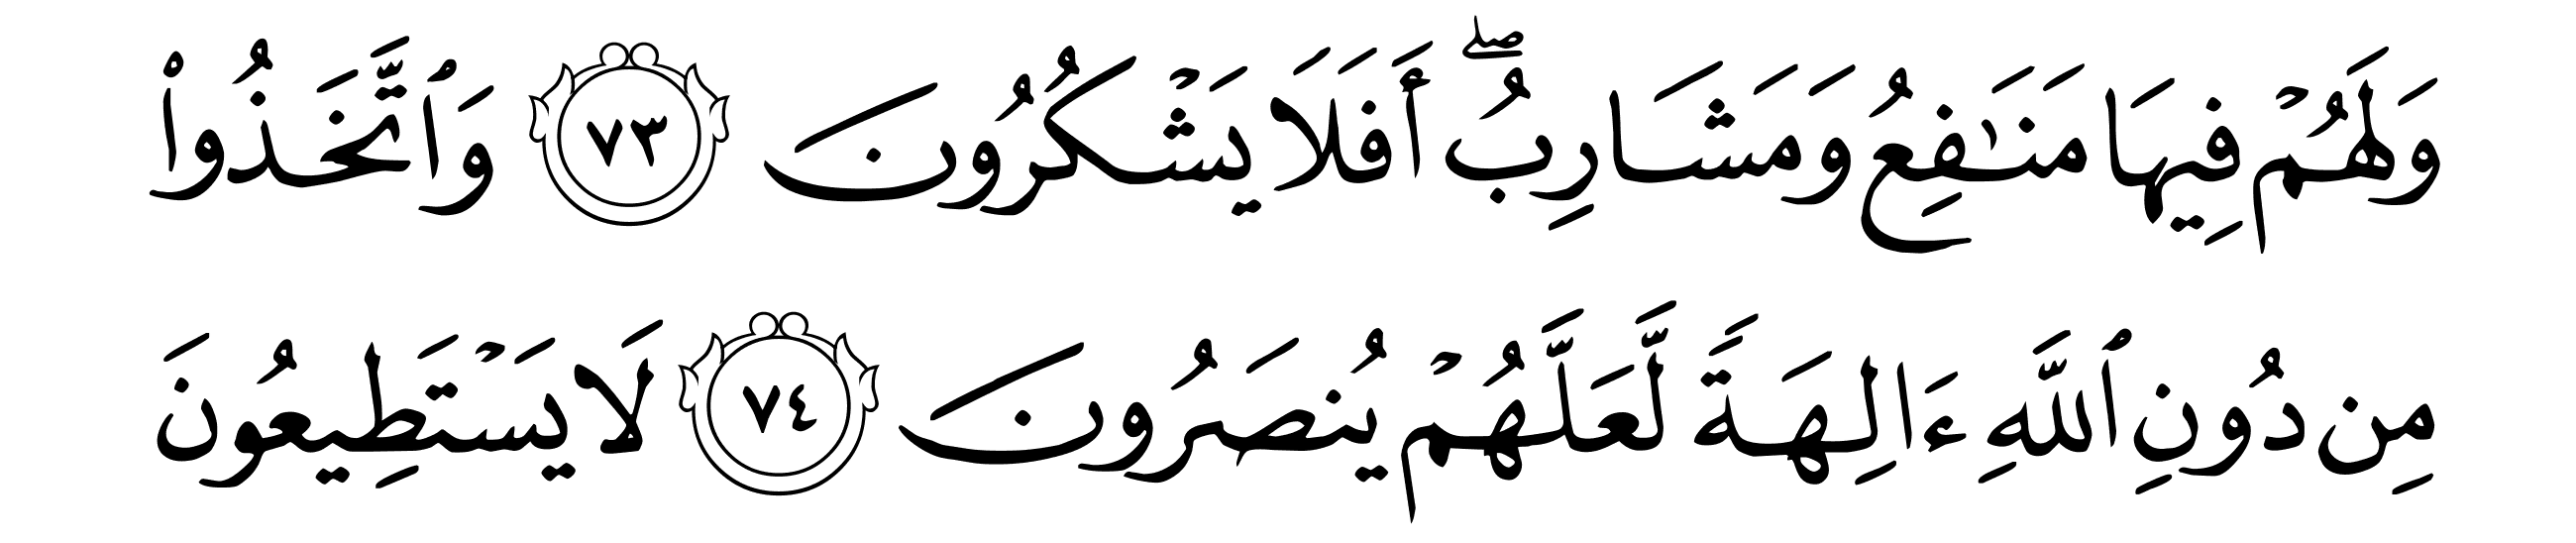 وَلَهُمۡ فِيهَا مَنَٰفِعُ وَمَشَارِبُۖ أَفَلَا يَشۡكُرُونَ ٧٣ وَٱتَّخَذُواْ
مِن دُونِ ٱللَّهِ ءَالِهَةٗ لَّعَلَّهُمۡ يُنصَرُونَ ٧٤ لَا يَسۡتَطِيعُونَ